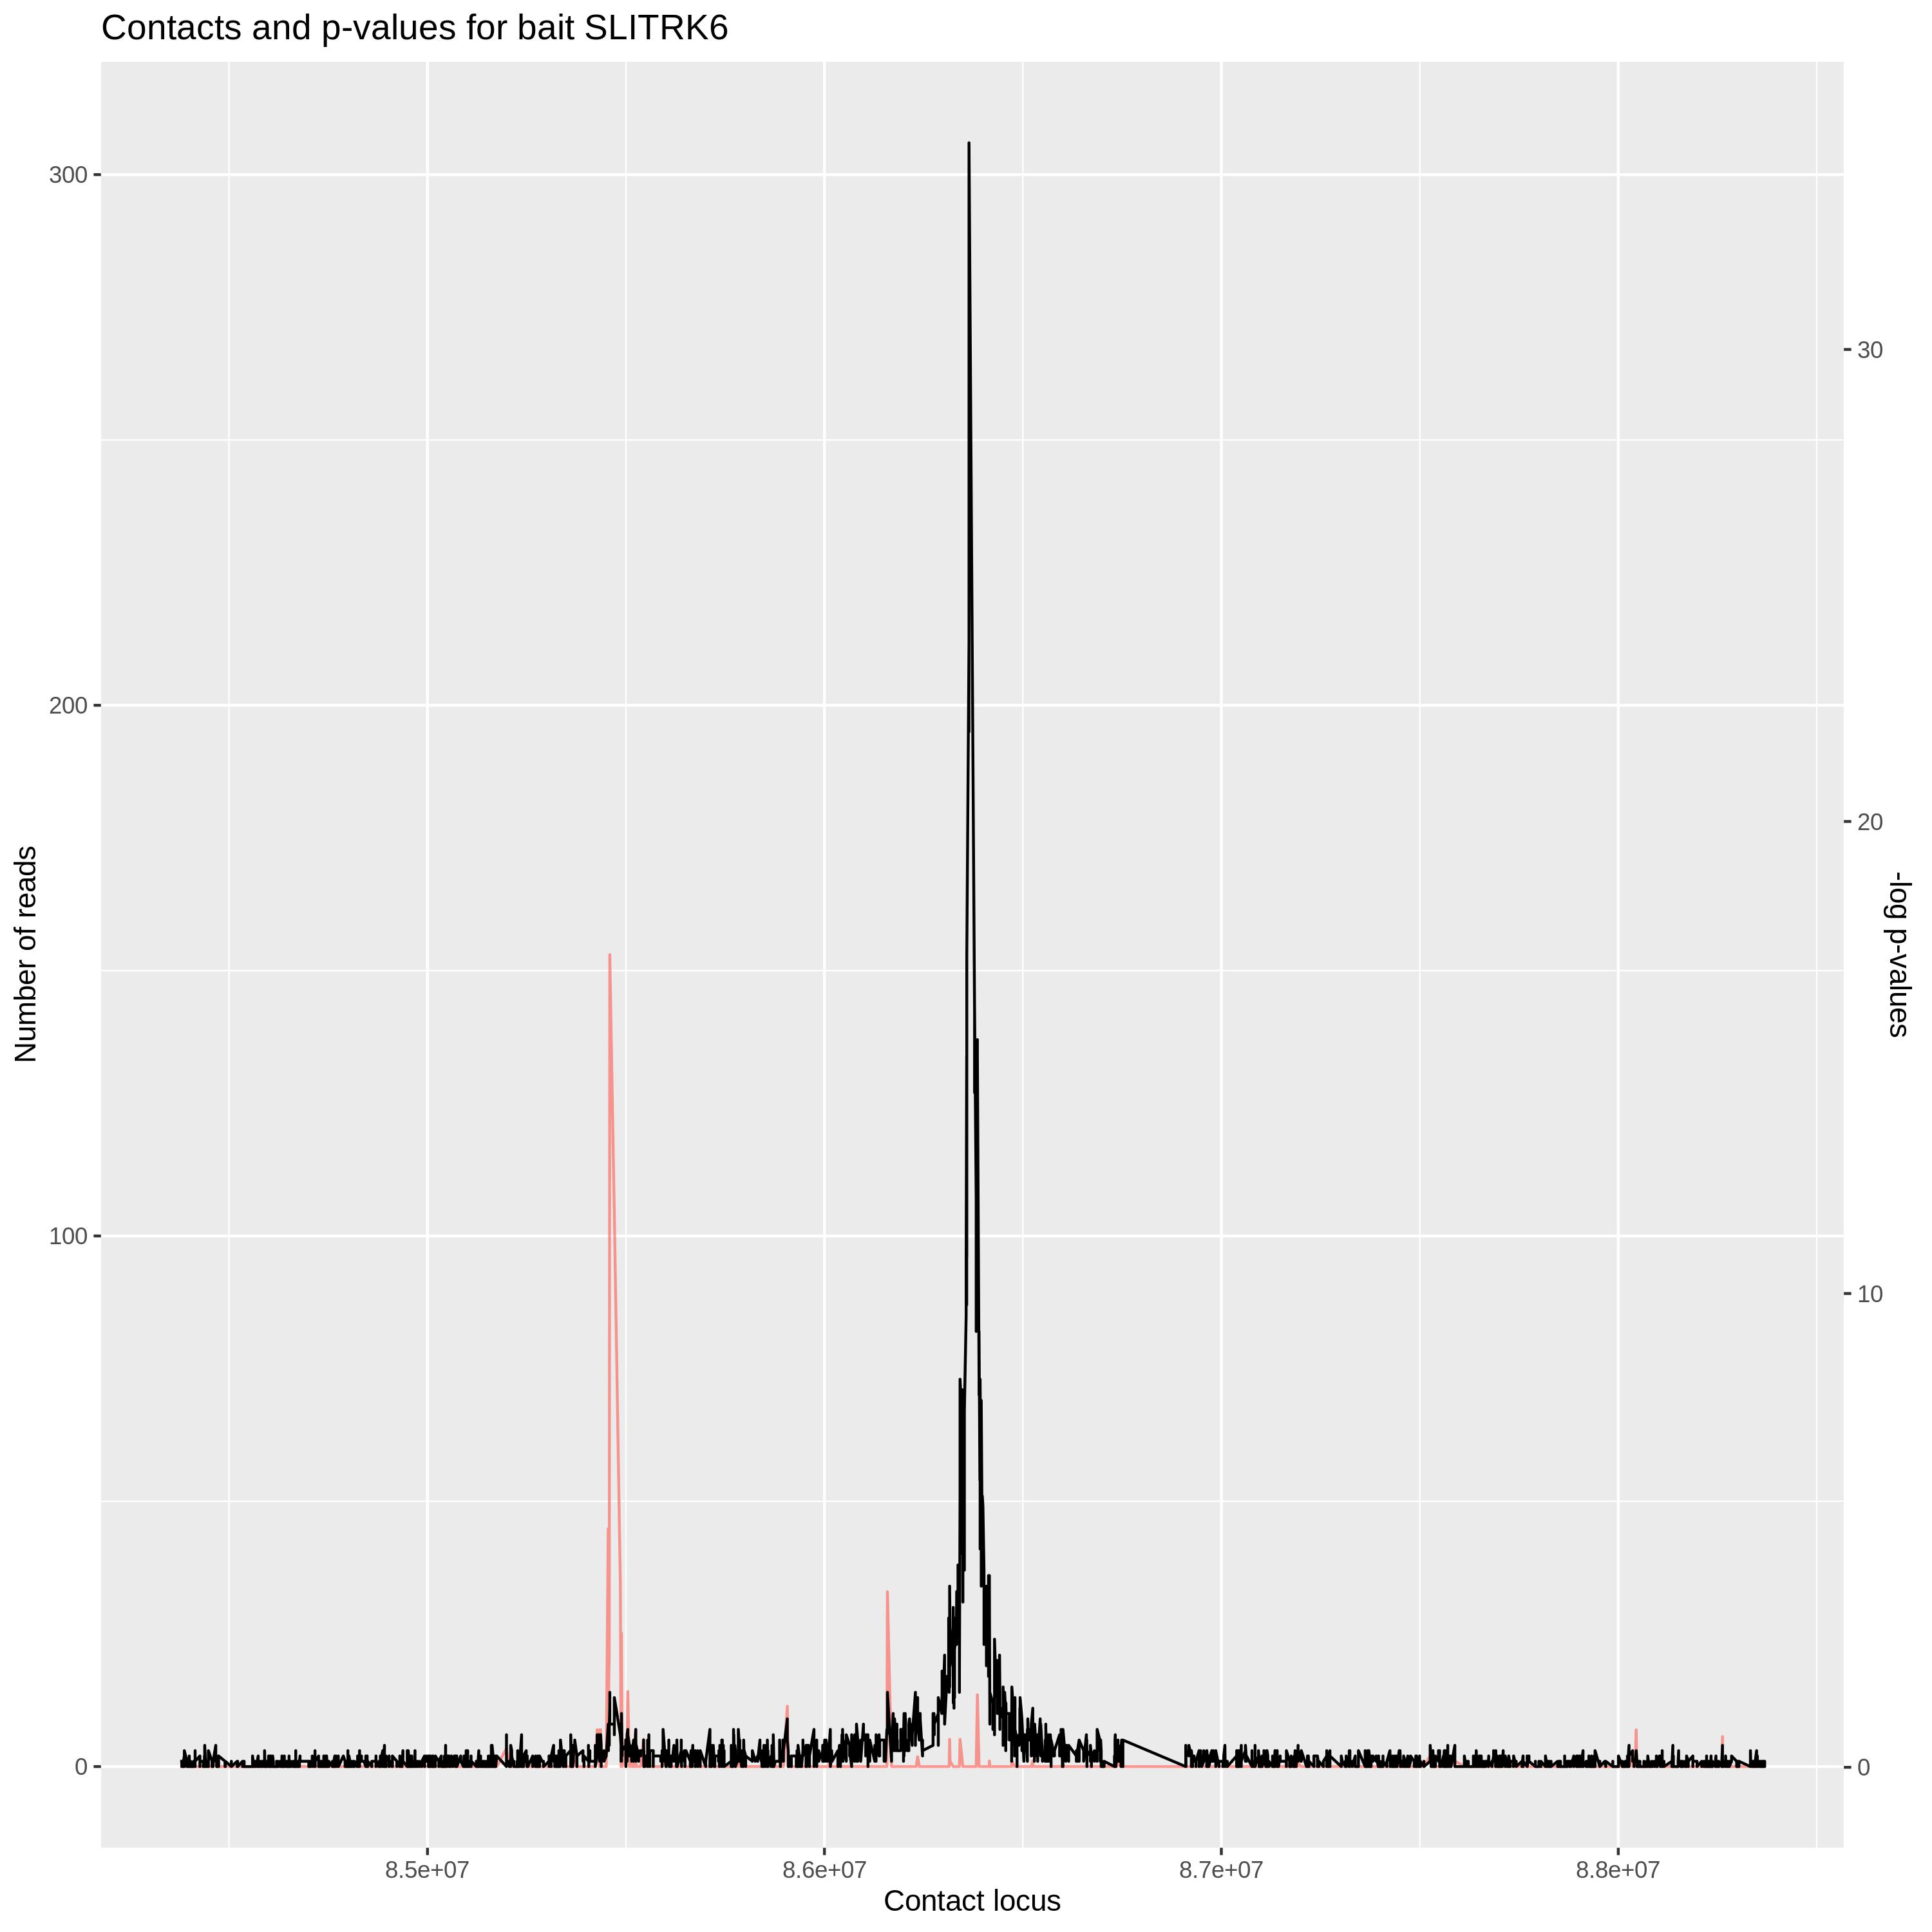 Contacts and p-values for bait SLITRK6
300
200
100
0
Number of reads
30
20
10
0
-log p-values
8.5e+07 8.6e+07 8.7e+07 8.8e+07
Contact locus